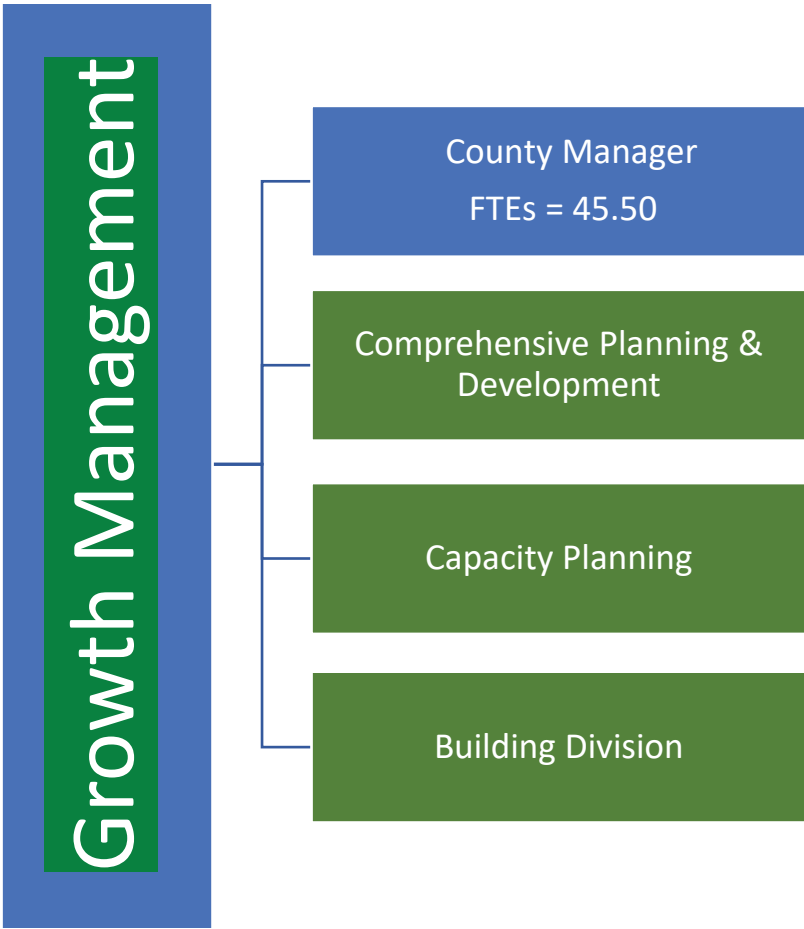 Growth Management
County Manager
FTEs = 45.50
Comprehensive Planning &
Development
Capacity Planning
Building Division